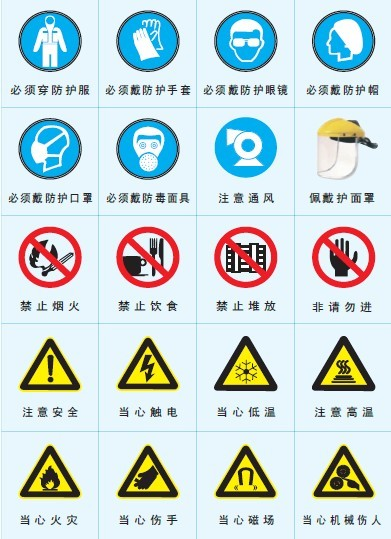 必须穿防护服
必须戴防护手套
必须戴防护眼镜
必须戴防护帽
必须戴防护口罩
必须戴防毒面具
注意通风
佩戴护面罩
禁止烟火
禁止饮食
禁止堆放
非请勿进
注意安全
当心触电
当心低温
注意高温
当心火灾
当心伤手
当心磁场
当心机械伤人